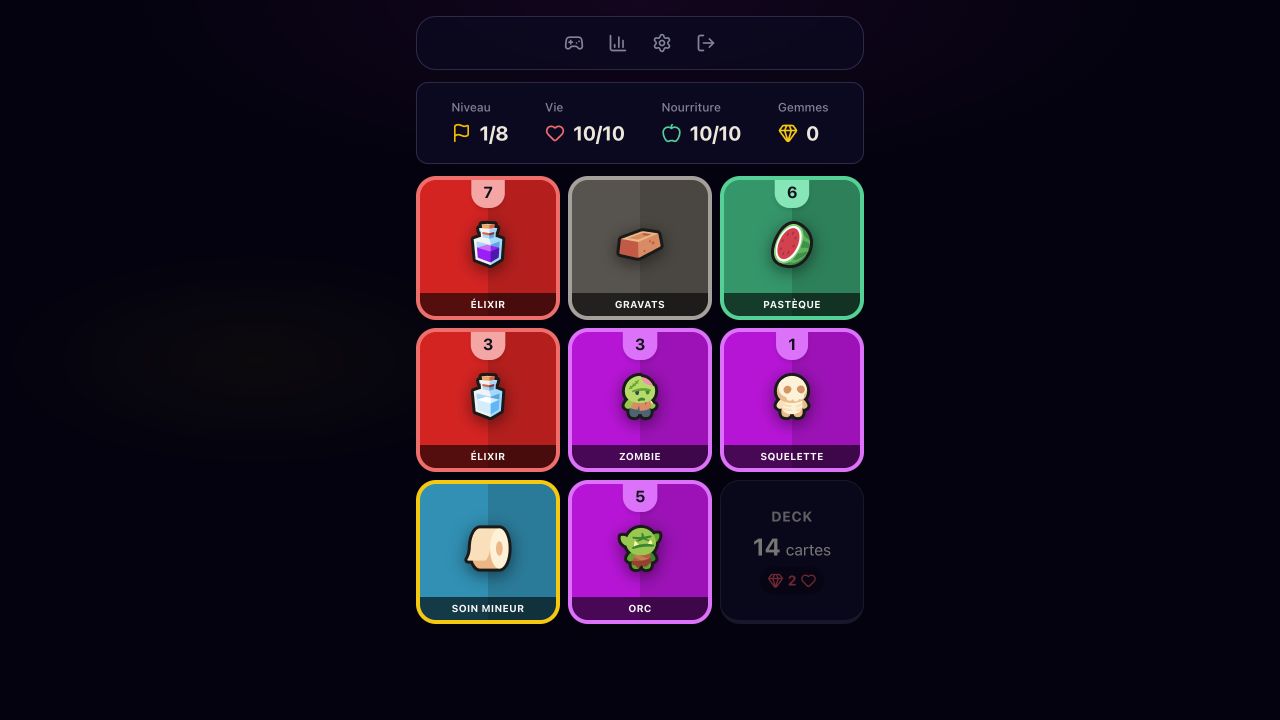 Niveau Vie Nourriture Gemmes
1/8 10/10 10/10 0
7 6
ÉLIXIR GRAVATS PASTÈQUE
3 3 1
ÉLIXIR ZOMBIE SQUELETTE
5
DECK
14 cartes
2
SOIN MINEUR ORC